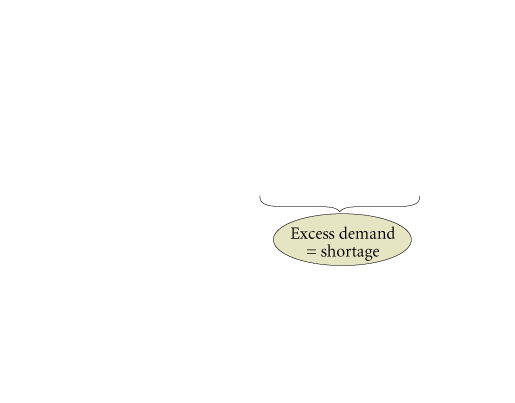 Excess demand
= shortage